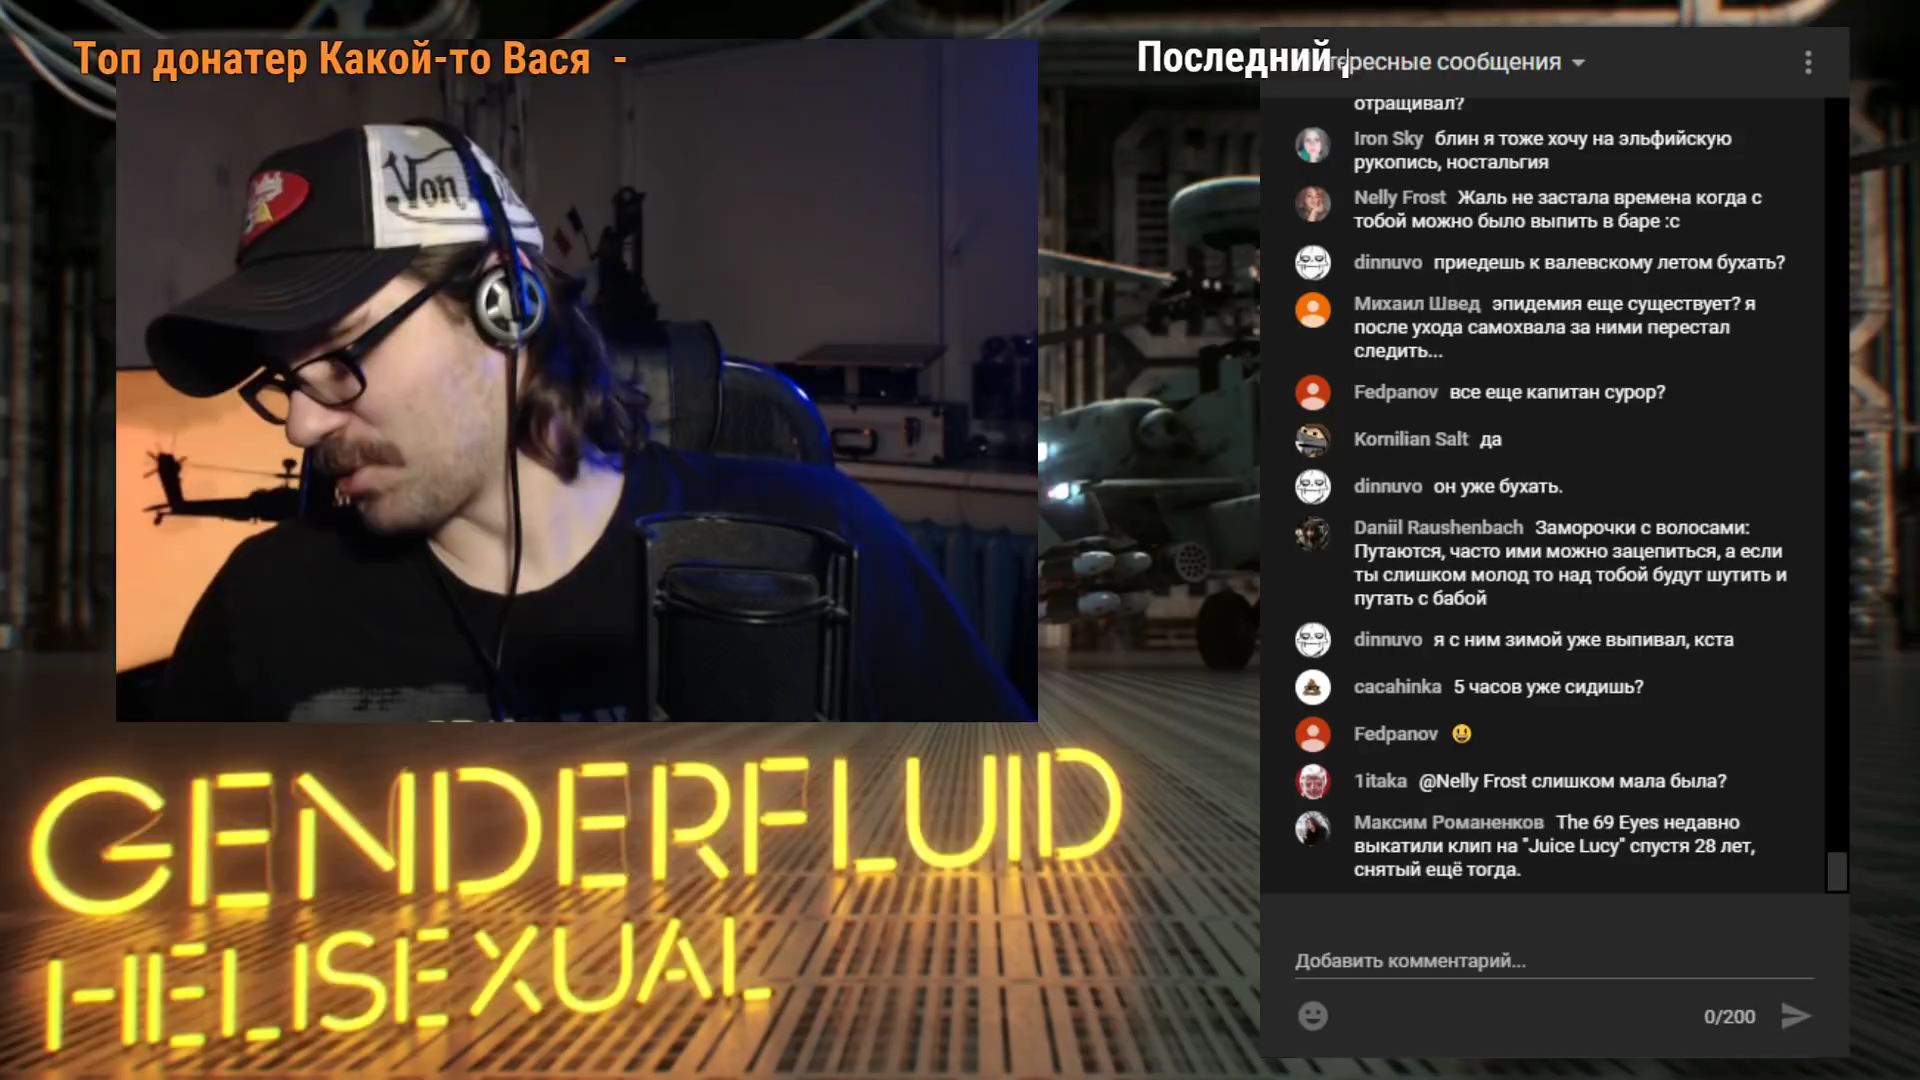 Топ донатер Какой-то Вася -
Последний
ересные сообщения
отращивал?
Iron Sky блин я тоже хочу на эльфийскую
рукопись, ностальгия
Nelly Frost Жаль не застала времена когда с
тобой можно было выпить в баре :с
dinnuvo приедешь к валевскому летом бухать?
Михаил Швед эпидемия еще существует? я
после ухода самохвала за ними перестал
следить...
Fedpanov все еще капитан сурор?
Kornilian Salt да
dinnuvo он уже бухать.
Daniil Raushenbach Заморочки с волосами:
Путаются, часто ими можно зацепиться, а если
ты слишком молод то над тобой будут шутить и
путать с бабой
dinnuvo я с ним зимой уже выпивал, кста
cacahinka 5 часов уже сидишь?
Fedpanov 😃
1itaka @Nelly Frost слишком мала была?
Максим Романенков The 69 Eyes недавно
выкатили клип на "Juice Lucy" спустя 28 лет,
снятый ещё тогда.
Добавить комментарий...
0/200
Von
GENDERFLUID
HELISEXUAL